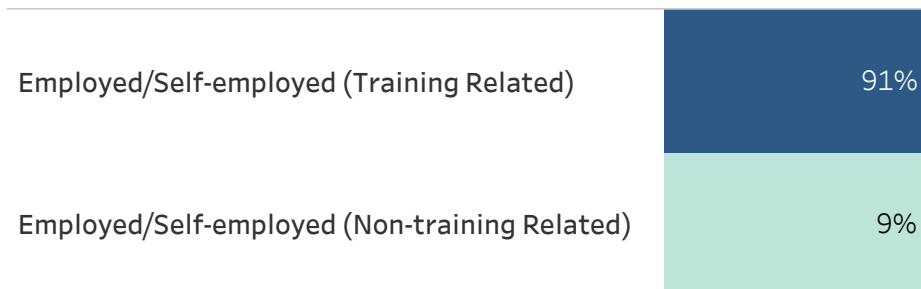 Employed/Self-employed (Training Related) 91%
Employed/Self-employed (Non-training Related) 9%